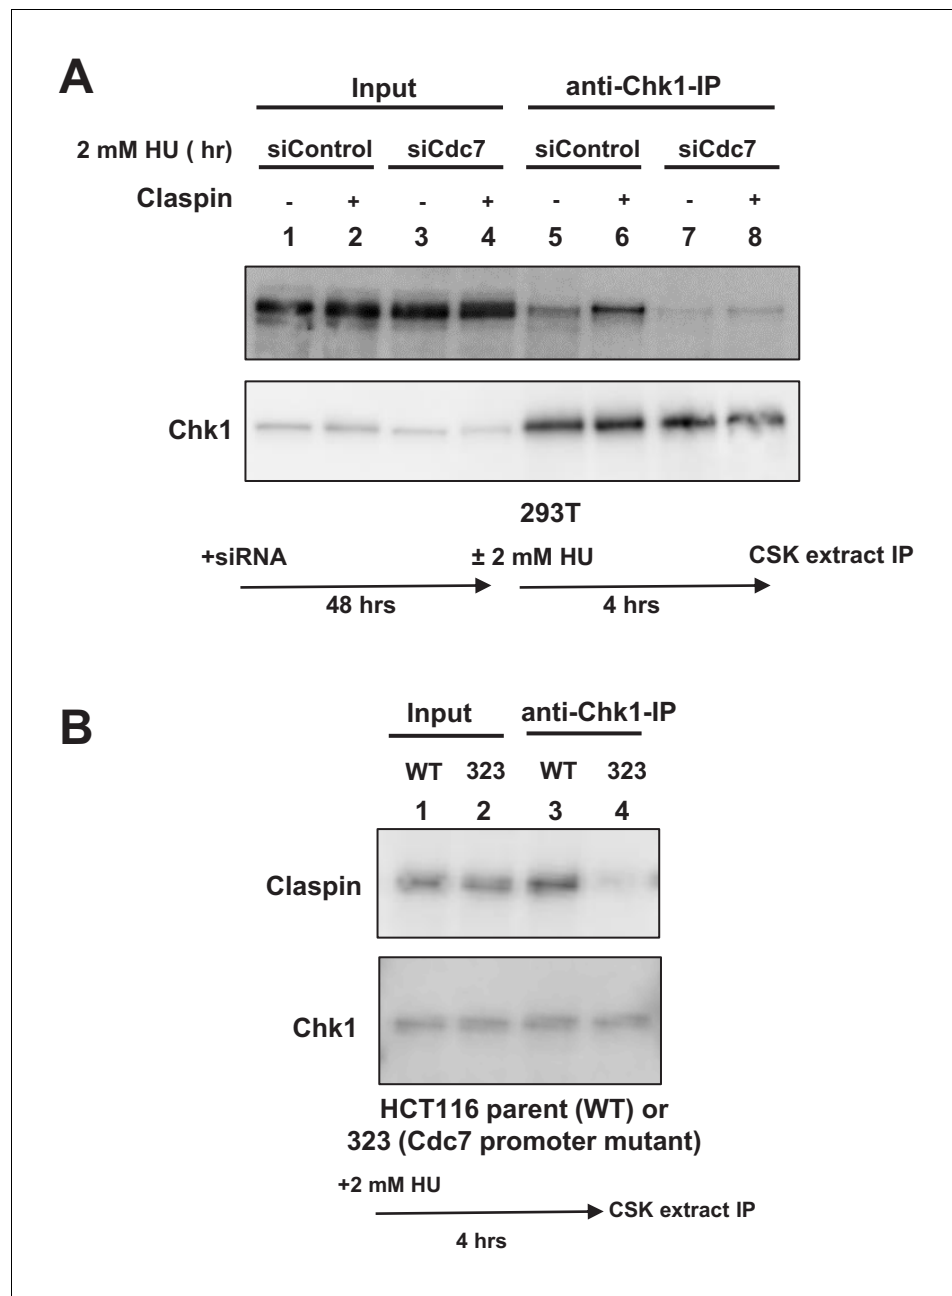 A
Input anti-Chk1-IP
2 mM HU ( hr) siControl siCdc7 siControl siCdc7
Claspin - + - + - + - +
1 2 3 4 5 6 7 8
Chk1
293T
+siRNA ± 2 mM HU CSK extract IP
48 hrs 4 hrs
B
Input anti-Chk1-IP
WT 323 WT 323
1 2 3 4
Claspin
Chk1
HCT116 parent (WT) or
323 (Cdc7 promoter mutant)
+2 mM HU
CSK extract IP
4 hrs